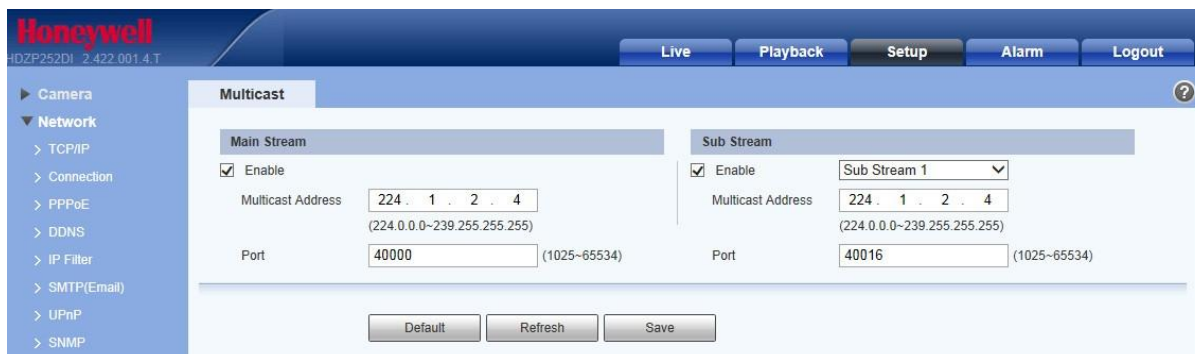 Honeywell
HDZP252DI 2.422.001.4.T
Live Playback Setup Alarm Logout
Camera
Network
> TCP/IP
> Connection
> PPPoE
> DDNS
> IP Filter
> SMTP(Email)
> UPnP
> SNMP
Multicast
?
Main Stream
Enable
Multicast Address 224 . 1 . 2 . 4
(224.0.0.0~239.255.255.255)
Port 40000 (1025~65534)
Sub Stream
Enable Sub Stream 1
Multicast Address 224 . 1 . 2 . 4
(224.0.0.0~239.255.255.255)
Port 40016 (1025~65534)
Default Refresh Save